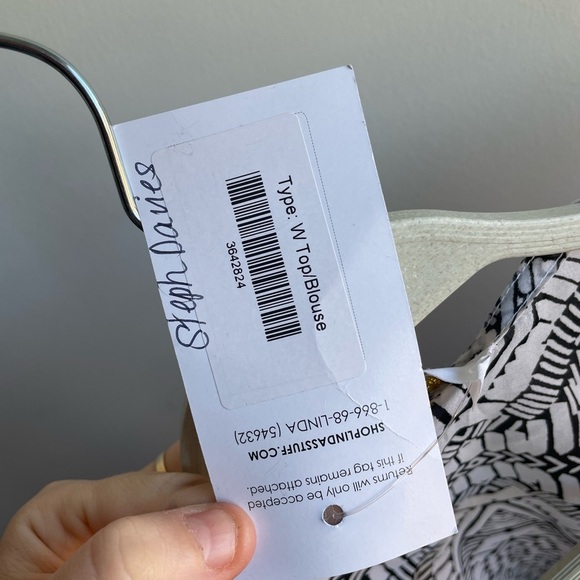 Steph Davies
3642824
Type: W Top/Blouse
1-866-68-LINDA (54632)
SHOPLINDASSTUFF.COM
Returns will only be accepted
if this tag remains attached.